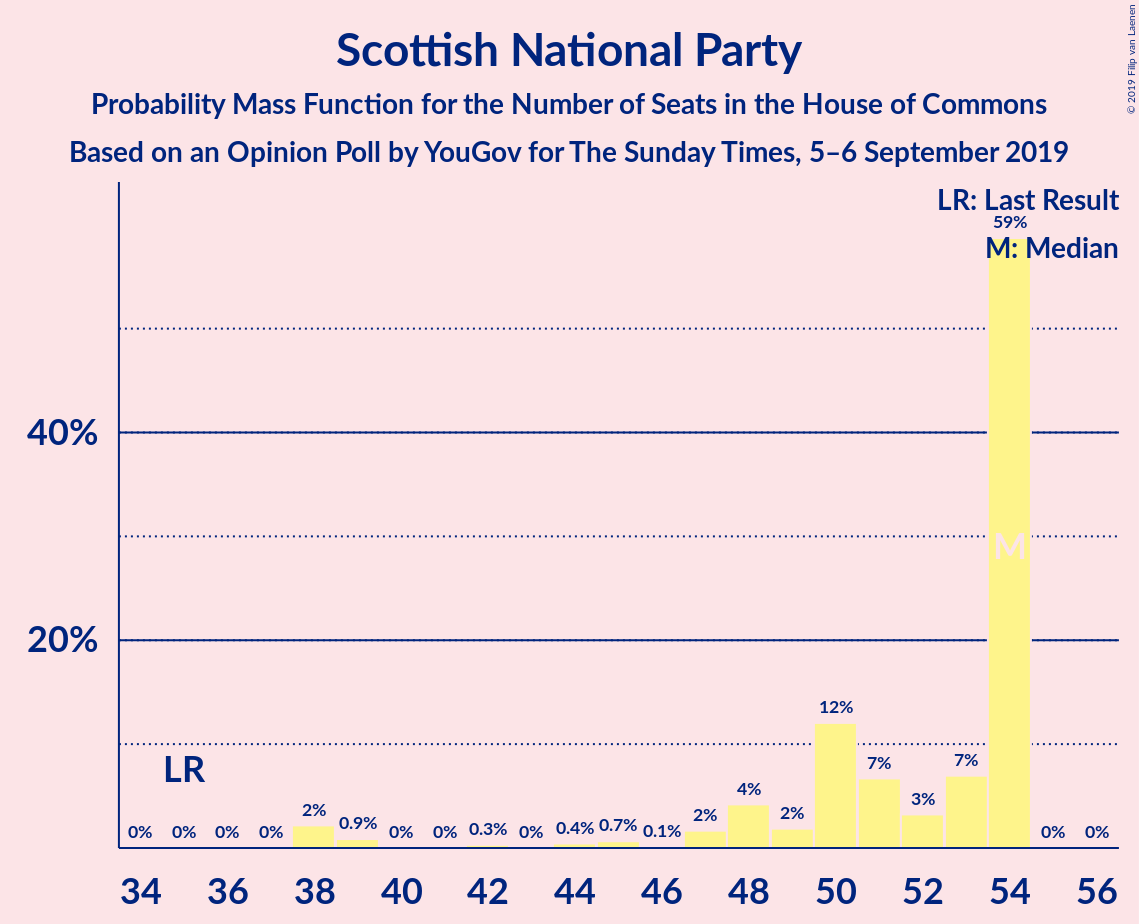 Scottish National Party
Probability Mass Function for the Number of Seats in the House of Commons
Based on an Opinion Poll by YouGov for The Sunday Times, 5–6 September 2019
© 2019 Filip van Laenen
LR: Last Result
59%
M: Median
40%
M
20%
12%
LR
7%
7%
4%
3%
2%
2%
2%
0% 0% 0% 0% 0.9% 0% 0% 0.3% 0% 0.4% 0.7% 0.1% 0% 0%
34 36 38 40 42 44 46 48 50 52 54 56